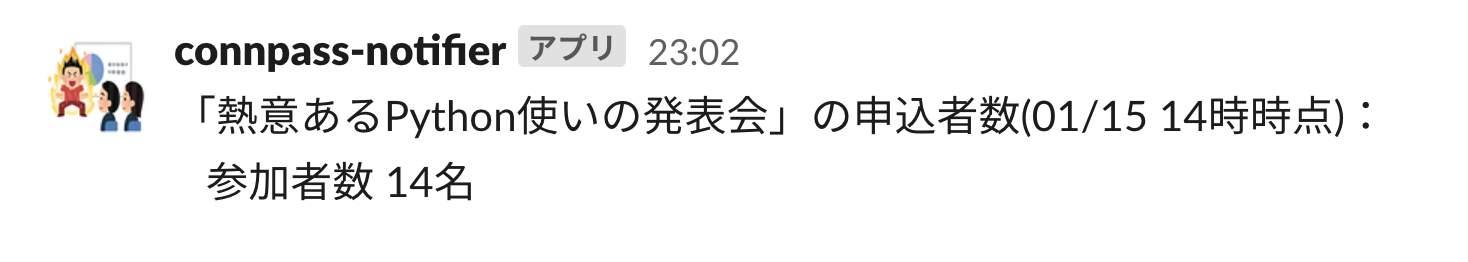 connpass-notifier アプリ 23:02
「熱意あるPython使いの発表会」の申込者数(01/15 14時時点)：
参加者数 14名